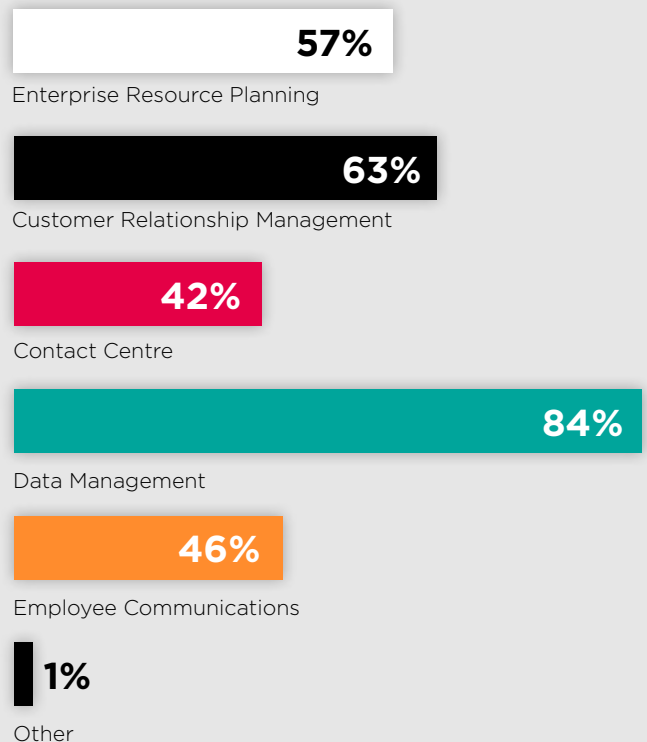 57%
Enterprise Resource Planning
63%
Customer Relationship Management
42%
Contact Centre
84%
Data Management
46%
Employee Communications
1%
Other